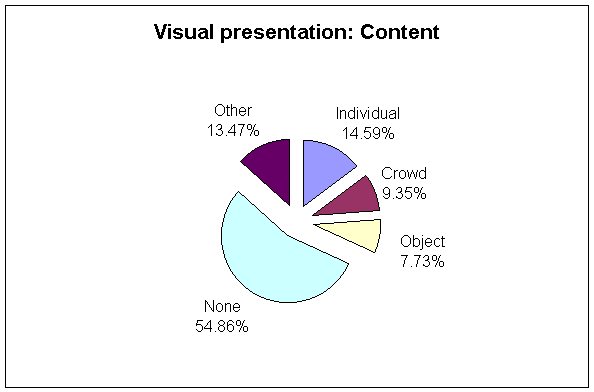 Visual presentation: Content
Other
13.47%
Individual
14.59%
Crowd
9.35%
Object
7.73%
None
54.86%